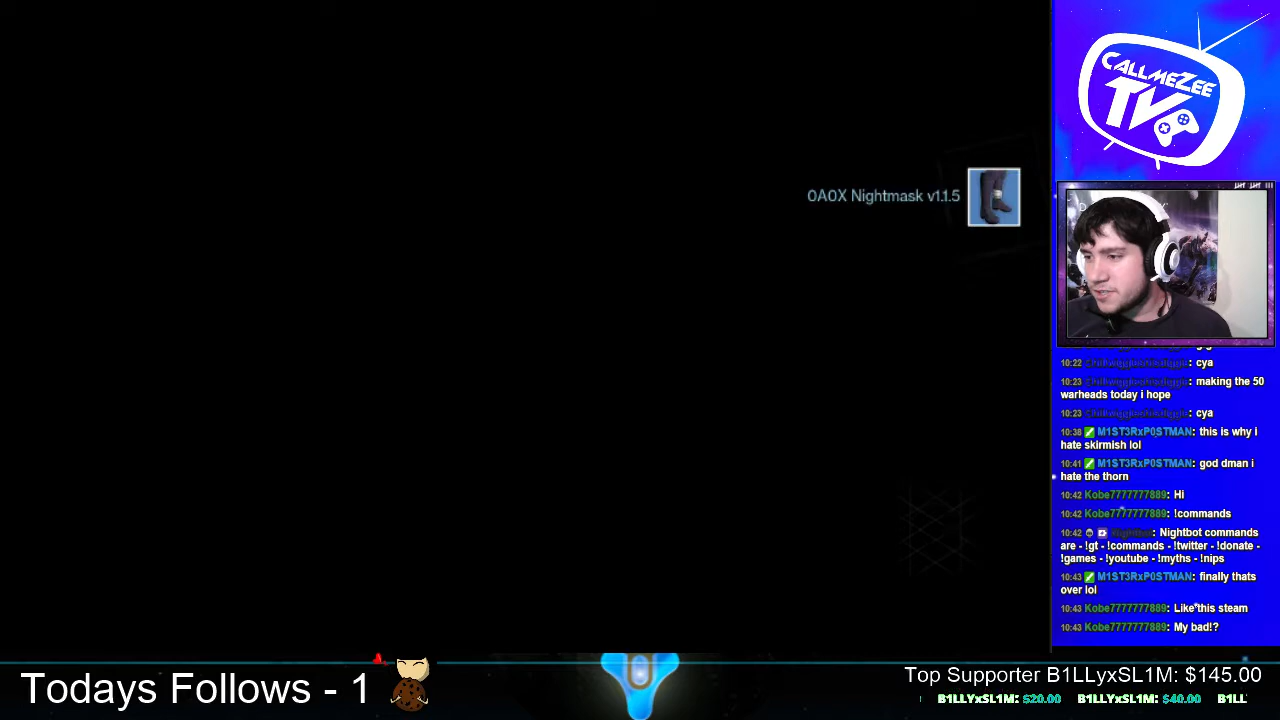 CALLMEZEE
TV
0A0X Nightmask v1.1.5
10:22 : cya
10:23 : making the 50
warheads today i hope
10:23 : cya
10:38 M1ST3RxP0STMAN: this is why i
hate skirmish lol
10:41 M1ST3RxP0STMAN: god dman i
hate the thorn
10:42 Kobe7777777889: Hi
10:42 Kobe7777777889: !commands
10:42 : Nightbot commands
are - !gt - !commands - !twitter - !donate -
!games - !youtube - !myths - !nips
10:43 M1ST3RxP0STMAN: finally thats
over lol
10:43 Kobe7777777889: Like this steam
10:43 Kobe7777777889: My bad!?
Todays Follows - 1
Top Supporter B1LLyxSL1M: $145.00
B1LLYxSL1M: $20.00 B1LLYxSL1M: $40.00 B1LL